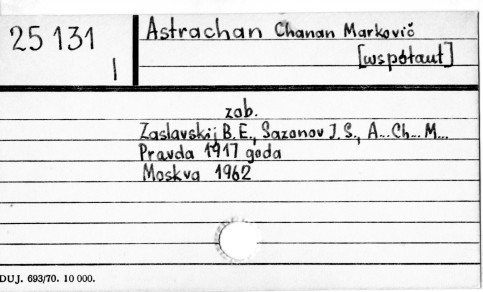 25 131
I
Astrachan Chanan Markovič
[współaut]
zob.
Zaslavskij B.E., Sazonov I.S., A...Ch...M...
Pravda 1917 goda
Moskva 1962
DUJ. 693/70. 10 000.